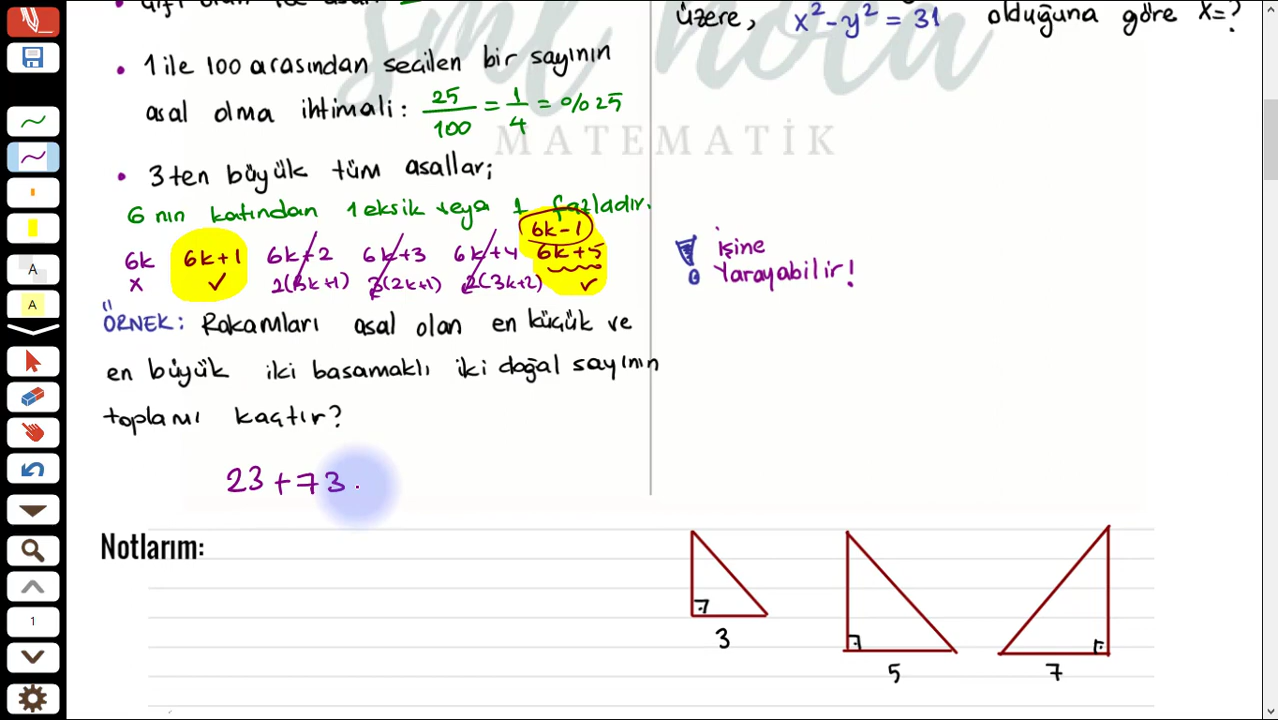 üzere, x²-y² = 31 olduğuna göre x=?
• 1 ile 100 arasından seçilen bir sayının
asal olma ihtimali: 25/100 = 1/4 = %25
MATEMATİK
• 3 ten büyük tüm asallar;
6 nın katından 1 eksik veya 1 fazladır.
6k-1
6k 6k+1 6k+2 6k+3 6k+4 6k+5
x ✓ 2(3k+1) 3(2k+1) 2(3k+2) ✓
İşine
Yarayabilir!
ÖRNEK: Rakamları asal olan en küçük ve
en büyük iki basamaklı iki doğal sayının
toplamı kaçtır?
23+73
Notlarım:
3
5
7
A
A
1